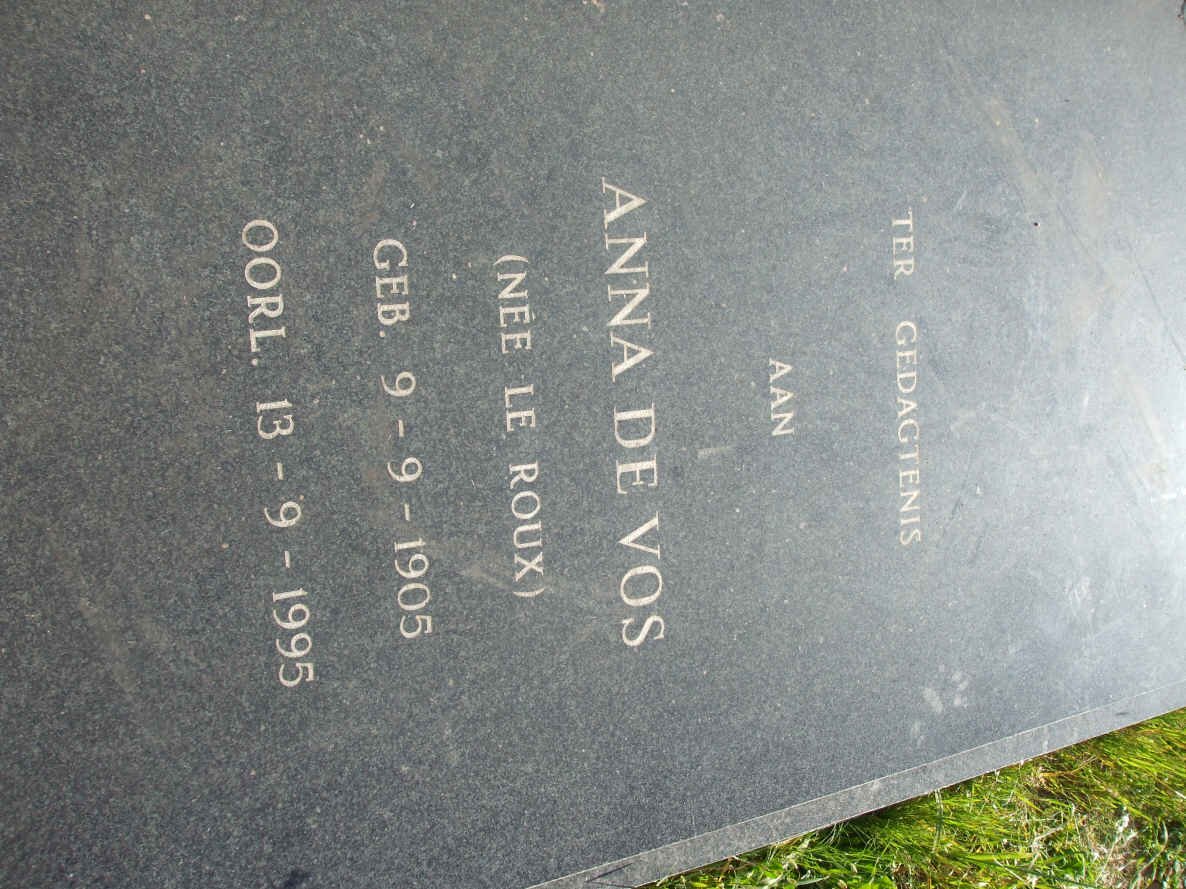 TER GEDAGTENIS
AAN
ANNA DE VOS
(NÉE LE ROUX)
GEB. 9 - 9 - 1905
OORL. 13 - 9 - 1995